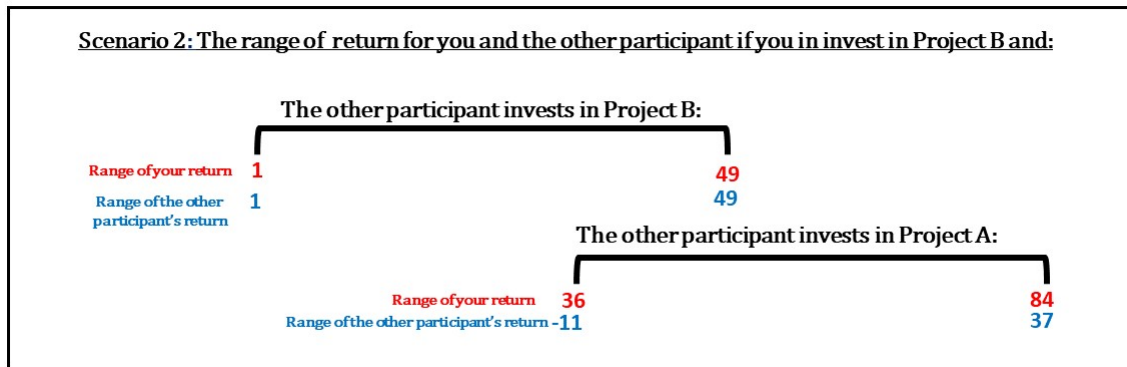 Scenario 2: The range of return for you and the other participant if you in invest in Project B and:
The other participant invests in Project B:
Range of your return 1 49
Range of the other 1 49
participant's return
The other participant invests in Project A:
Range of your return 36 84
Range of the other participant's return -11 37